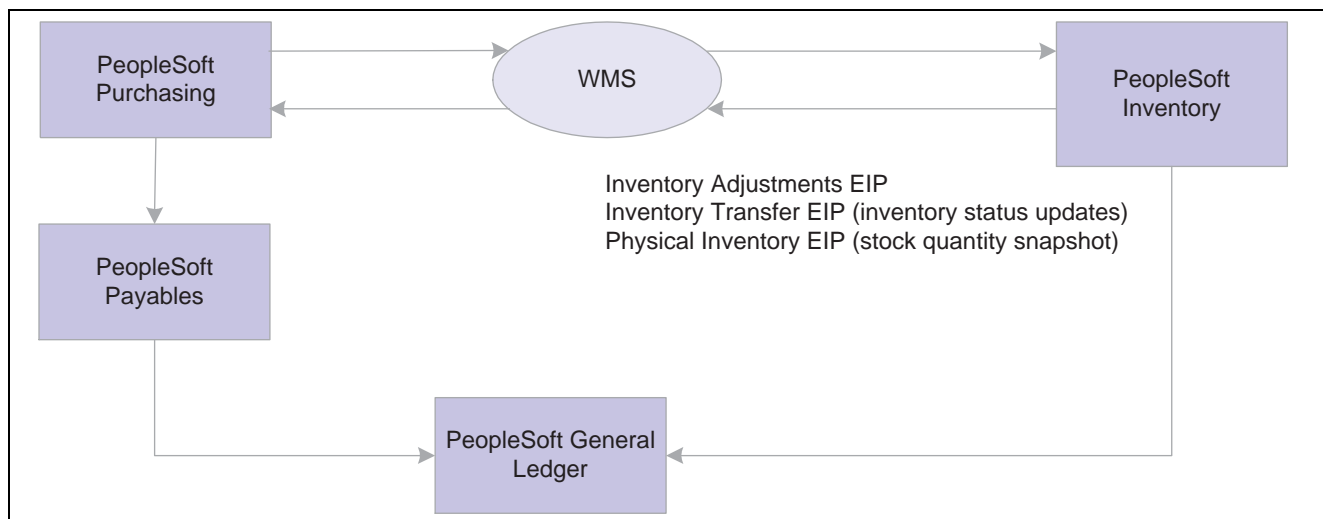 PeopleSoft
Purchasing
WMS
PeopleSoft
Inventory
Inventory Adjustments EIP
Inventory Transfer EIP (inventory status updates)
Physical Inventory EIP (stock quantity snapshot)
PeopleSoft
Payables
PeopleSoft General
Ledger